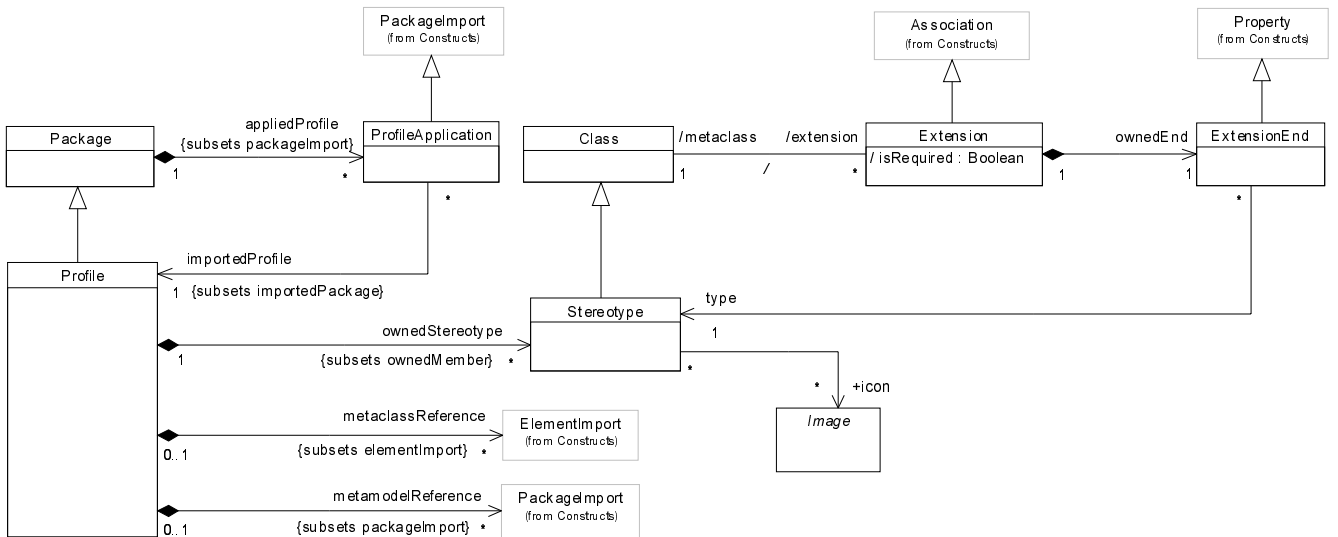 PackageImport
(from Constructs)
Association
(from Constructs)
Property
(from Constructs)
Package
appliedProfile
{subsets packageImport}
1
*
ProfileApplication
*
Class
/metaclass
/extension
1
/
*
Extension
/ isRequired : Boolean
ownedEnd
1
1
ExtensionEnd
*
importedProfile
1
{subsets importedPackage}
Profile
Stereotype
type
1
ownedStereotype
1
{subsets ownedMember}
*
*
*
+icon
Image
metaclassReference
0..1
{subsets elementImport}
*
ElementImport
(from Constructs)
metamodelReference
0..1
{subsets packageImport}
*
PackageImport
(from Constructs)